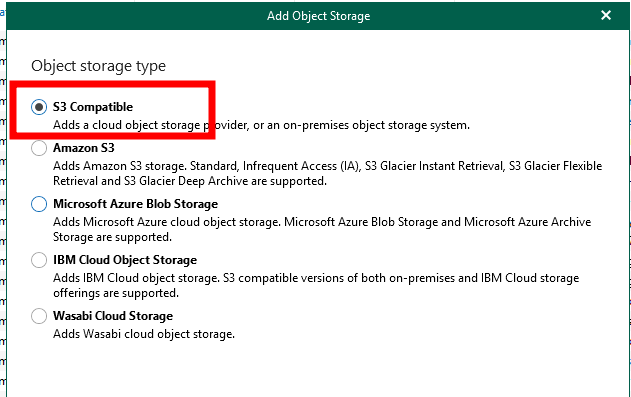 Add Object Storage
Object storage type
S3 Compatible
Adds a cloud object storage provider, or an on-premises object storage system.
Amazon S3
Adds Amazon S3 storage. Standard, Infrequent Access (IA), S3 Glacier Instant Retrieval, S3 Glacier Flexible
Retrieval and S3 Glacier Deep Archive are supported.
Microsoft Azure Blob Storage
Adds Microsoft Azure cloud object storage. Microsoft Azure Blob Storage and Microsoft Azure Archive
Storage are supported.
IBM Cloud Object Storage
Adds IBM Cloud object storage. S3 compatible versions of both on-premises and IBM Cloud storage
offerings are supported.
Wasabi Cloud Storage
Adds Wasabi cloud object storage.